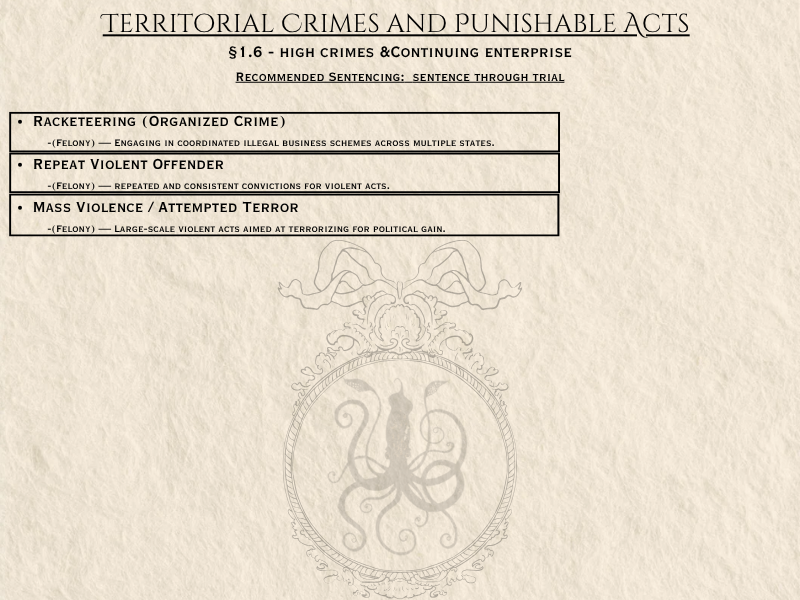 Territorial Crimes and Punishable Acts
§1.6 - high crimes &Continuing enterprise
Recommended Sentencing: sentence through trial
• Racketeering (Organized Crime)
-(Felony) — Engaging in coordinated illegal business schemes across multiple states.
• Repeat Violent Offender
-(Felony) — repeated and consistent convictions for violent acts.
• Mass Violence / Attempted Terror
-(Felony) — Large-scale violent acts aimed at terrorizing for political gain.